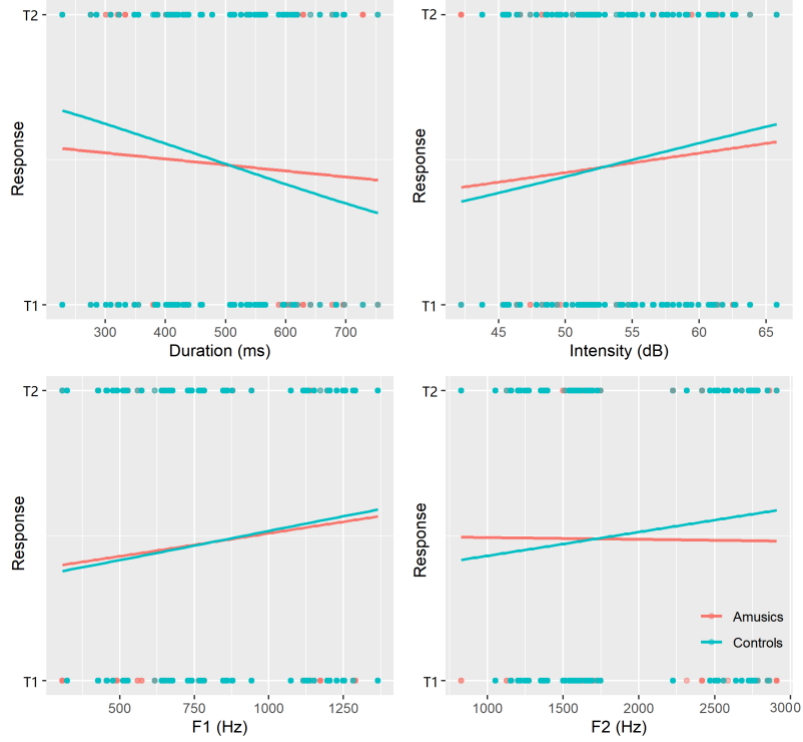 T2
Response
T1
300 400 500 600 700
Duration (ms)
T2
Response
T1
45 50 55 60 65
Intensity (dB)
T2
Response
T1
500 750 1000 1250
F1 (Hz)
T2
Response
T1
Amusics
Controls
1000 1500 2000 2500 3000
F2 (Hz)